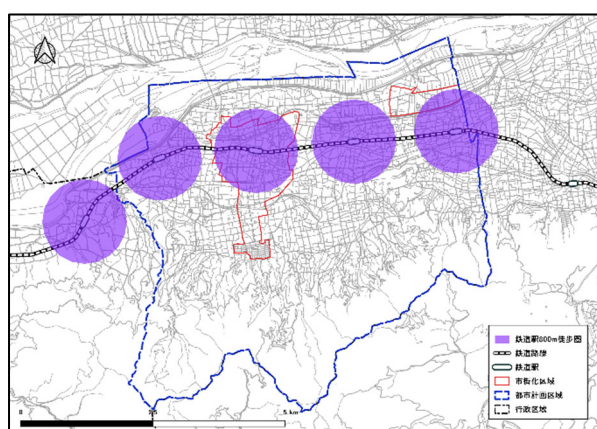 鉄道駅800m徒歩圏
鉄道路線
鉄道駅
市街化区域
都市計画区域
行政区域
0 2.5 5 km